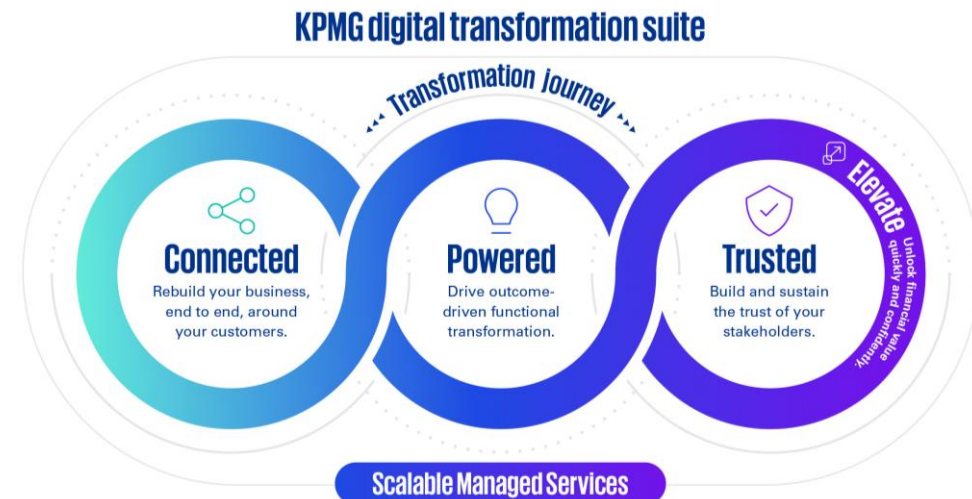 KPMG digital transformation suite
Transformation journey
Connected
Rebuild your business,
end to end, around
your customers.
Powered
Drive outcome-
driven functional
transformation.
Trusted
Build and sustain
the trust of your
stakeholders.
Elevate
Unlock financial value
quickly and confidently.
Scalable Managed Services